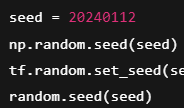 seed = 20240112
np.random.seed(seed)
tf.random.set_seed(se
random.seed(seed)